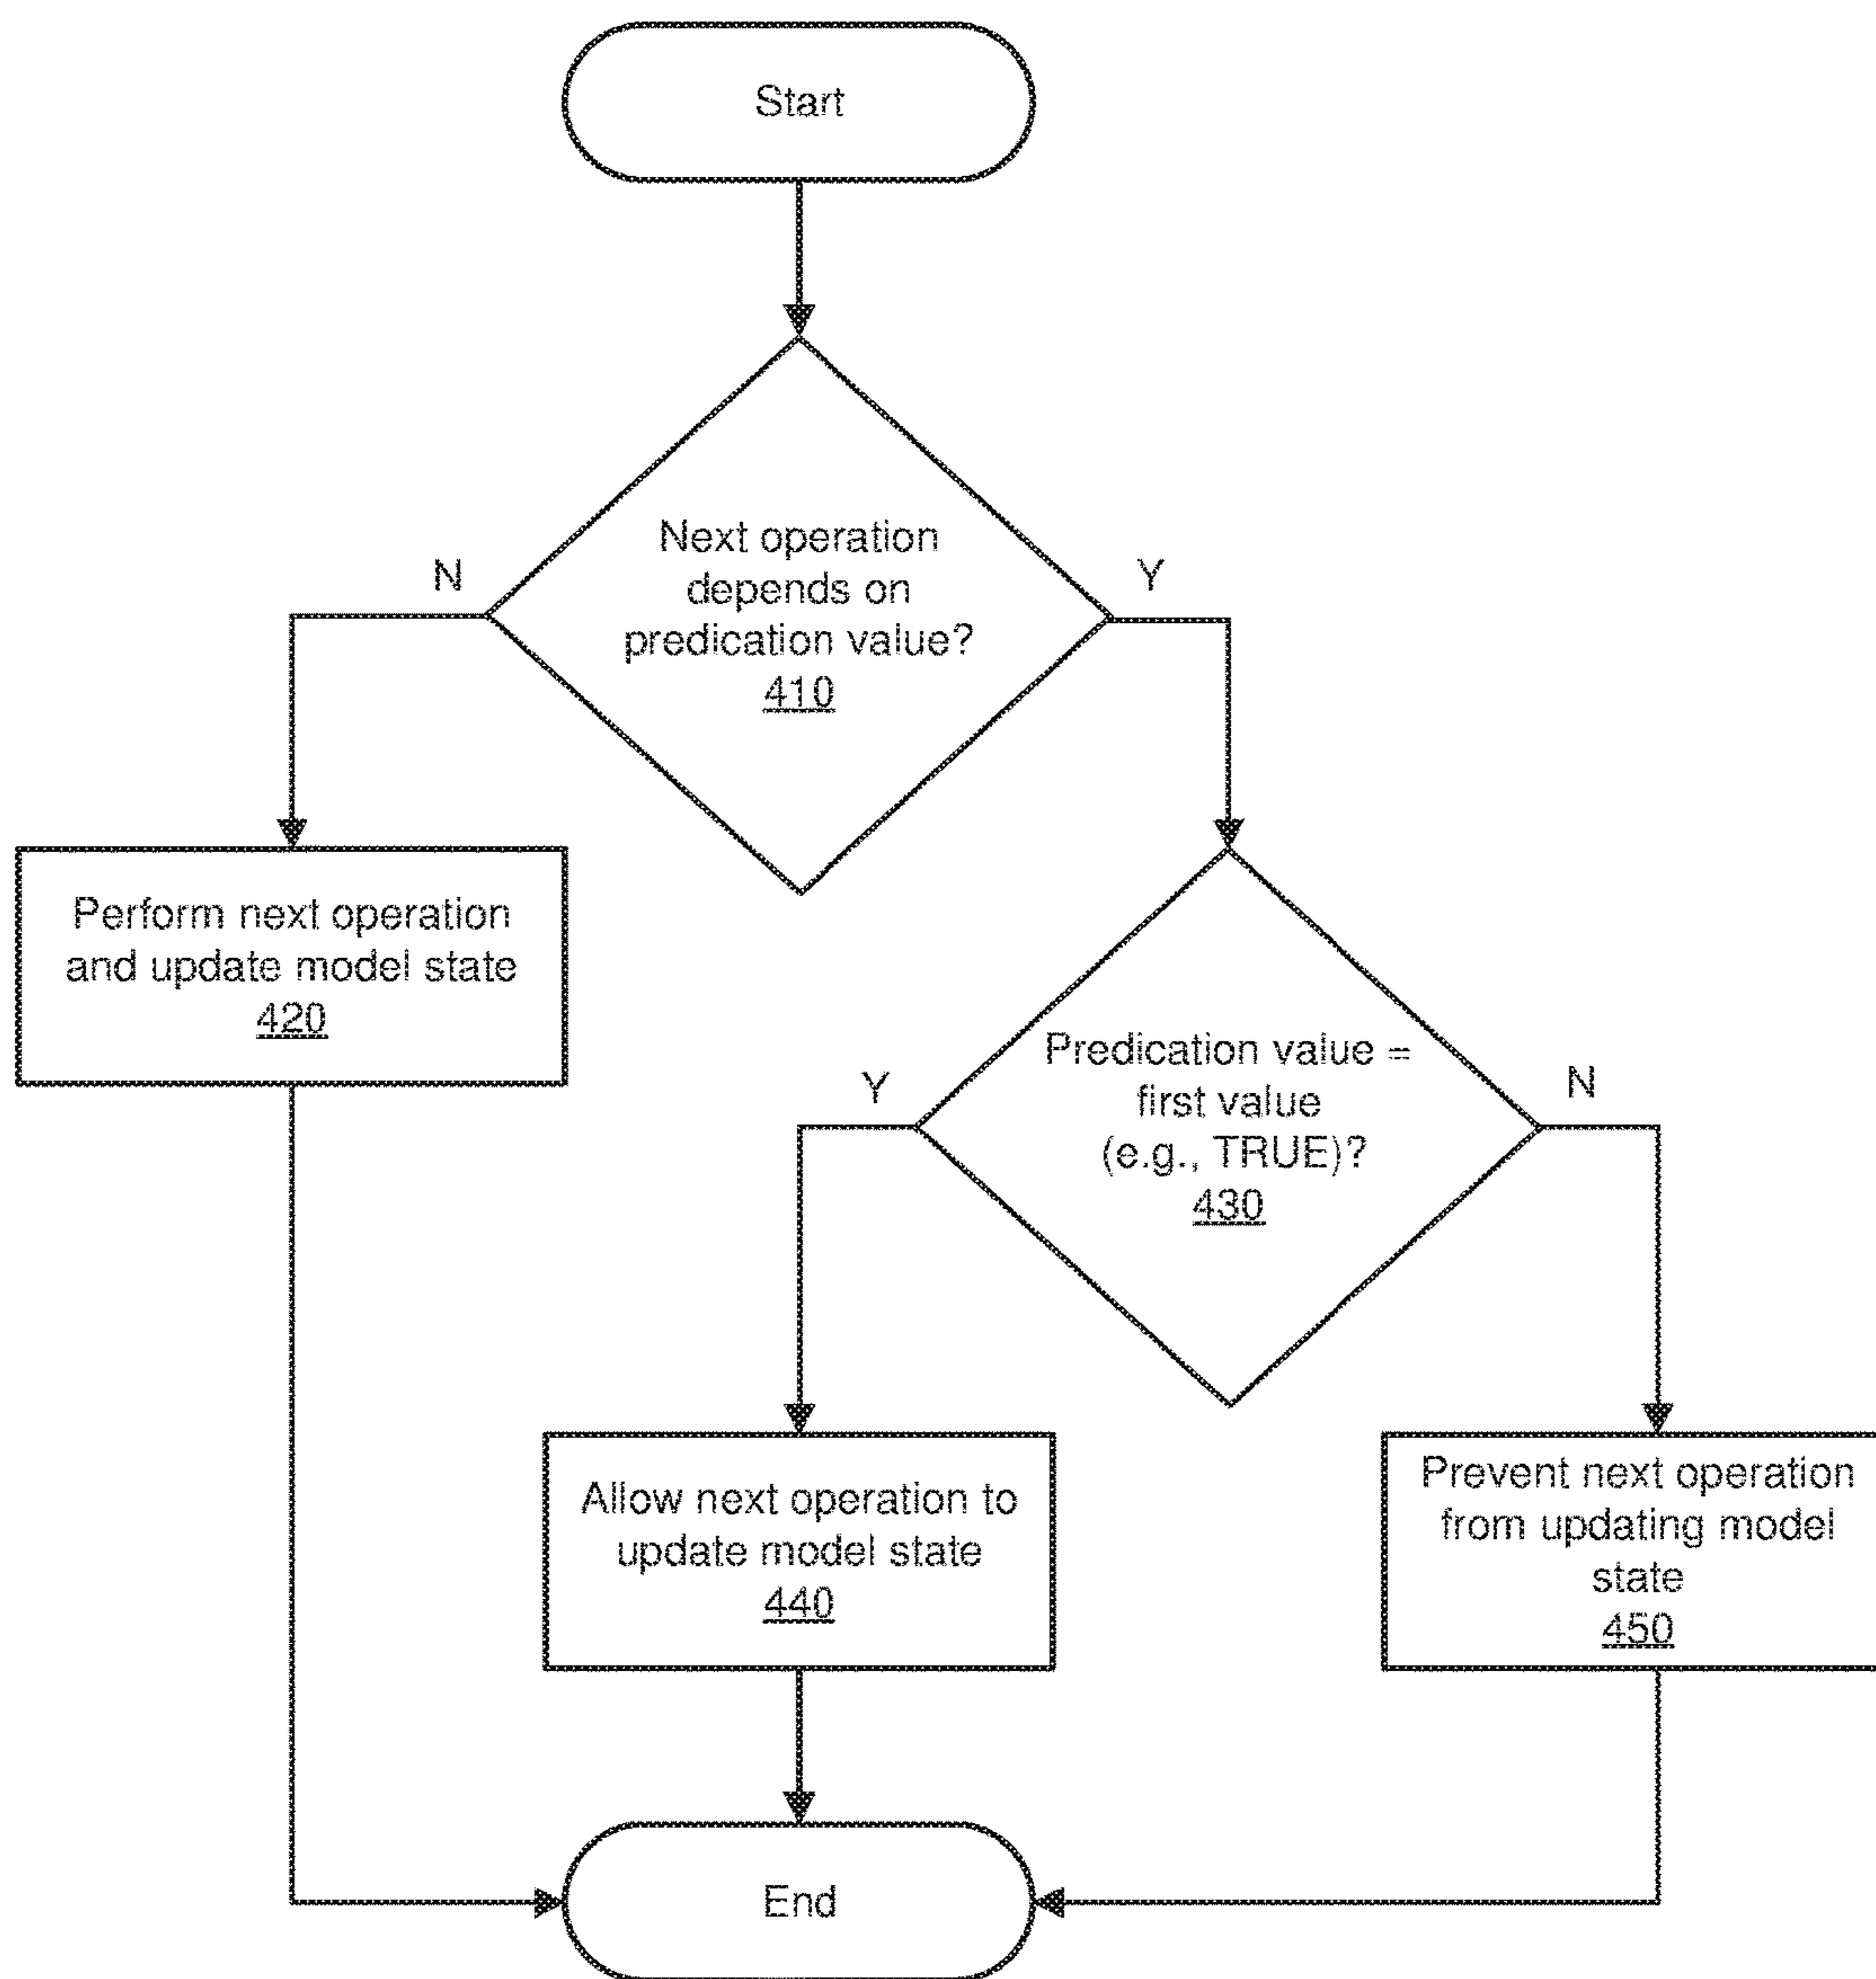 Start
Next operation
depends on
predication value?
410
N
Y
Perform next operation
and update model state
420
Predication value =
first value
(e.g., TRUE)?
430
Y
N
Allow next operation to
update model state
440
Prevent next operation
from updating model
state
450
End